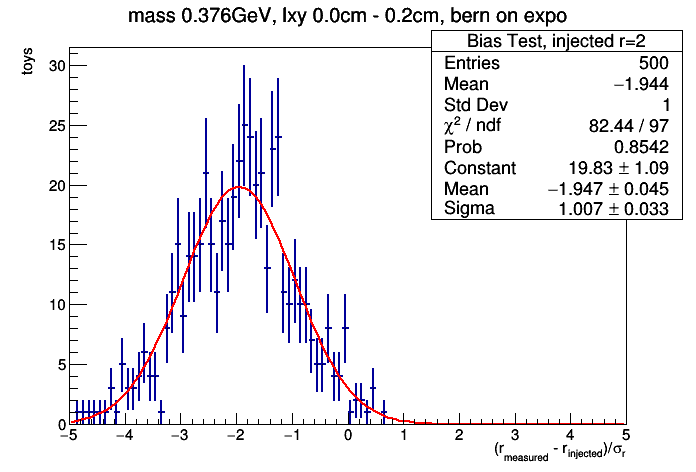 mass 0.376GeV, lxy 0.0cm - 0.2cm, bern on expo
Bias Test, injected r=2
Entries 500
Mean −1.944
Std Dev 1
χ² / ndf 82.44 / 97
Prob 0.8542
Constant 19.83 ± 1.09
Mean −1.947 ± 0.045
Sigma 1.007 ± 0.033
toys
30
25
20
15
10
5
0
−5 −4 −3 −2 −1 0 1 2 3 4 5
(r_measured - r_injected)/σ_r